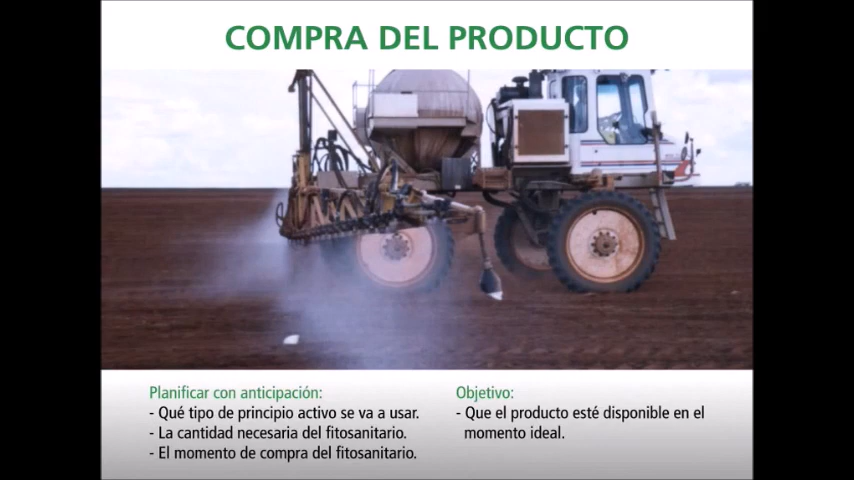 COMPRA DEL PRODUCTO
Planificar con anticipación:
- Qué tipo de principio activo se va a usar.
- La cantidad necesaria del fitosanitario.
- El momento de compra del fitosanitario.
Objetivo:
- Que el producto esté disponible en el
momento ideal.